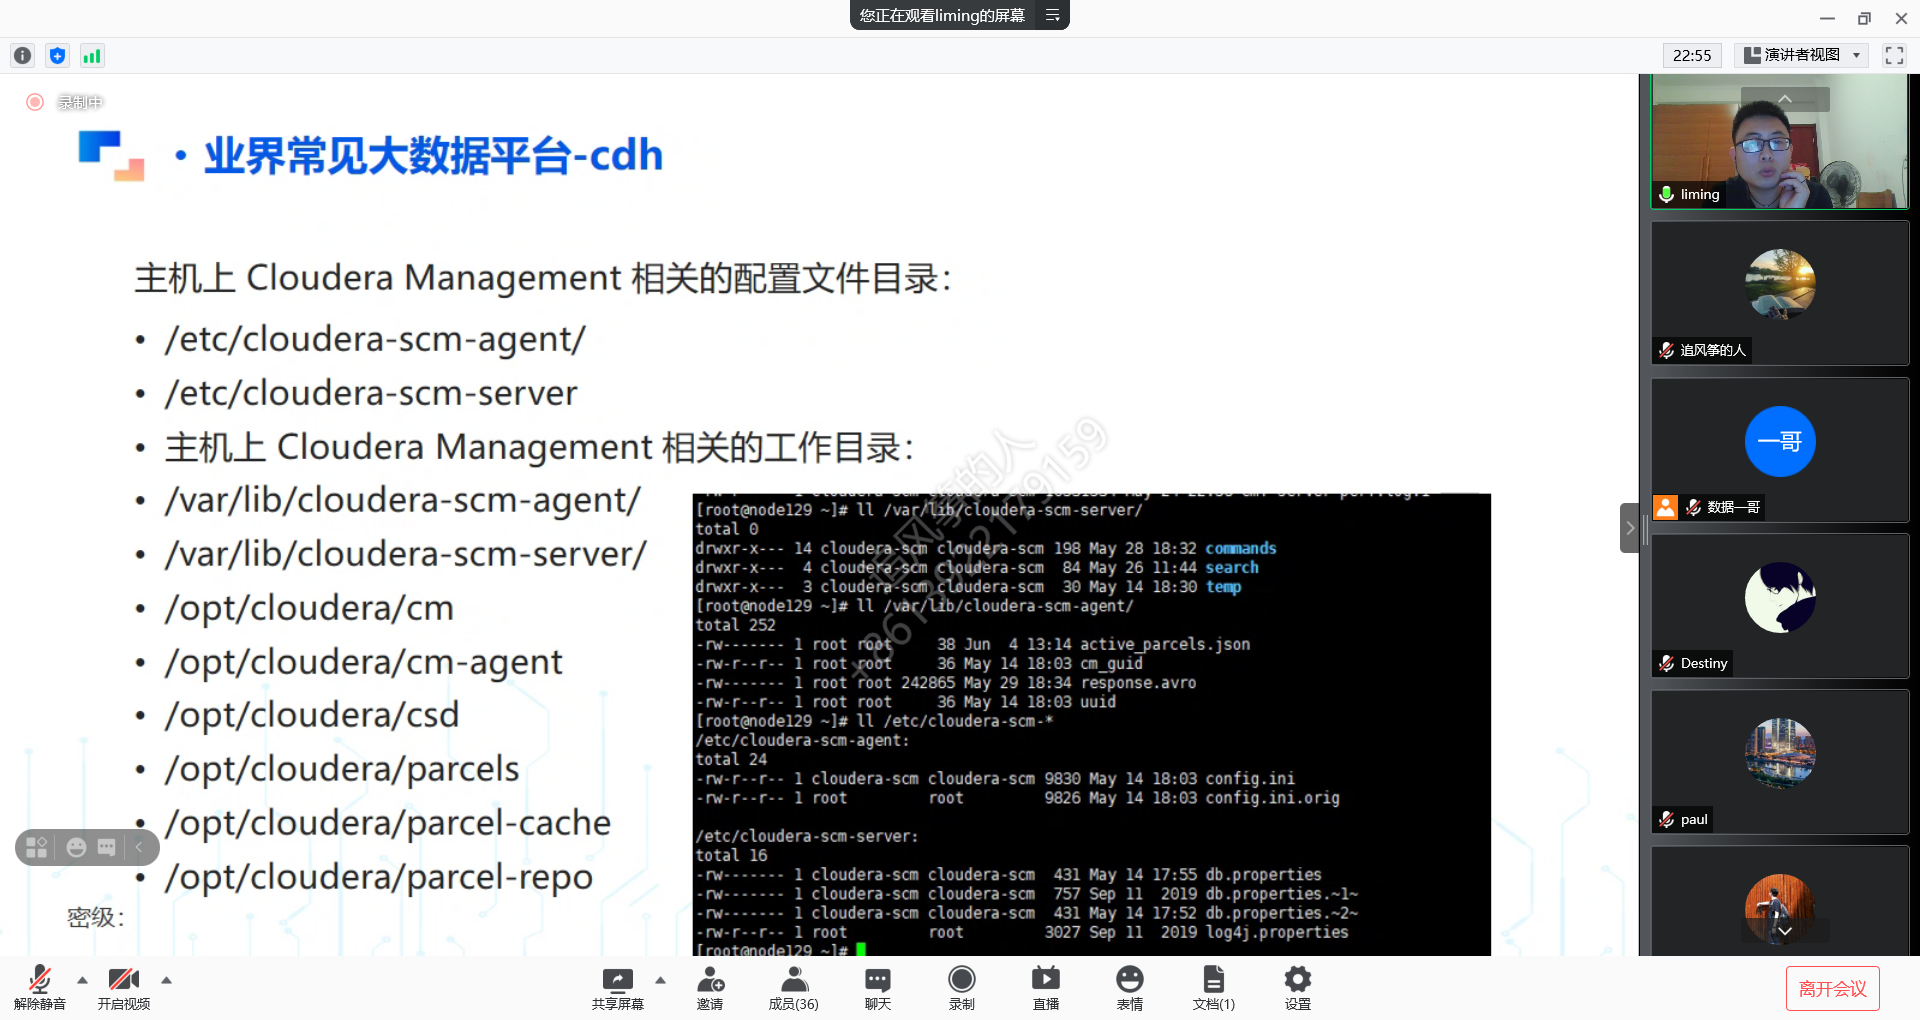 您正在观看liming的屏幕
22:55
演讲者视图
录制中
• 业界常见大数据平台-cdh
主机上 Cloudera Management 相关的配置文件目录：
• /etc/cloudera-scm-agent/
• /etc/cloudera-scm-server
• 主机上 Cloudera Management 相关的工作目录：
• /var/lib/cloudera-scm-agent/
• /var/lib/cloudera-scm-server/
• /opt/cloudera/cm
• /opt/cloudera/cm-agent
• /opt/cloudera/csd
• /opt/cloudera/parcels
• /opt/cloudera/parcel-cache
• /opt/cloudera/parcel-repo
密级：
[root@node129 ~]# ll /var/lib/cloudera-scm-server/
total 0
drwxr-x--- 14 cloudera-scm cloudera-scm 198 May 28 18:32 commands
drwxr-x---  4 cloudera-scm cloudera-scm  84 May 26 11:44 search
drwxr-x---  3 cloudera-scm cloudera-scm  30 May 14 18:30 temp
[root@node129 ~]# ll /var/lib/cloudera-scm-agent/
total 252
-rw------- 1 root root     38 Jun  4 13:14 active_parcels.json
-rw-r--r-- 1 root root     36 May 14 18:03 cm_guid
-rw------- 1 root root 242865 May 29 18:34 response.avro
-rw-r--r-- 1 root root     36 May 14 18:03 uuid
[root@node129 ~]# ll /etc/cloudera-scm-*
/etc/cloudera-scm-agent:
total 24
-rw-r--r-- 1 cloudera-scm cloudera-scm 9830 May 14 18:03 config.ini
-rw-r--r-- 1 root         root         9826 May 14 18:03 config.ini.orig
/etc/cloudera-scm-server:
total 16
-rw------- 1 cloudera-scm cloudera-scm  431 May 14 17:55 db.properties
-rw------- 1 cloudera-scm cloudera-scm  757 Sep 11  2019 db.properties.~1~
-rw------- 1 cloudera-scm cloudera-scm  431 May 14 17:52 db.properties.~2~
-rw-r--r-- 1 root         root         3027 Sep 11  2019 log4j.properties
[root@node129 ~]#
追风筝的人
+8613922179159
liming
追风筝的人
一哥
数据一哥
Destiny
paul
解除静音
开启视频
共享屏幕
邀请
成员(36)
聊天
录制
直播
表情
文档(1)
设置
离开会议